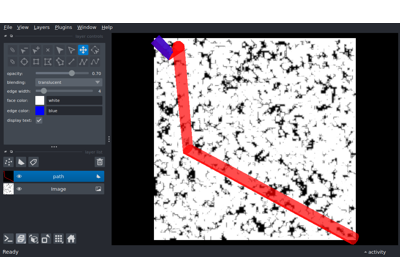 File View Layers Plugins Window Help
opacity: 0.70
blending: translucent
edge width:
face color: white
edge color: blue
display text:
path
Image
Ready
activity